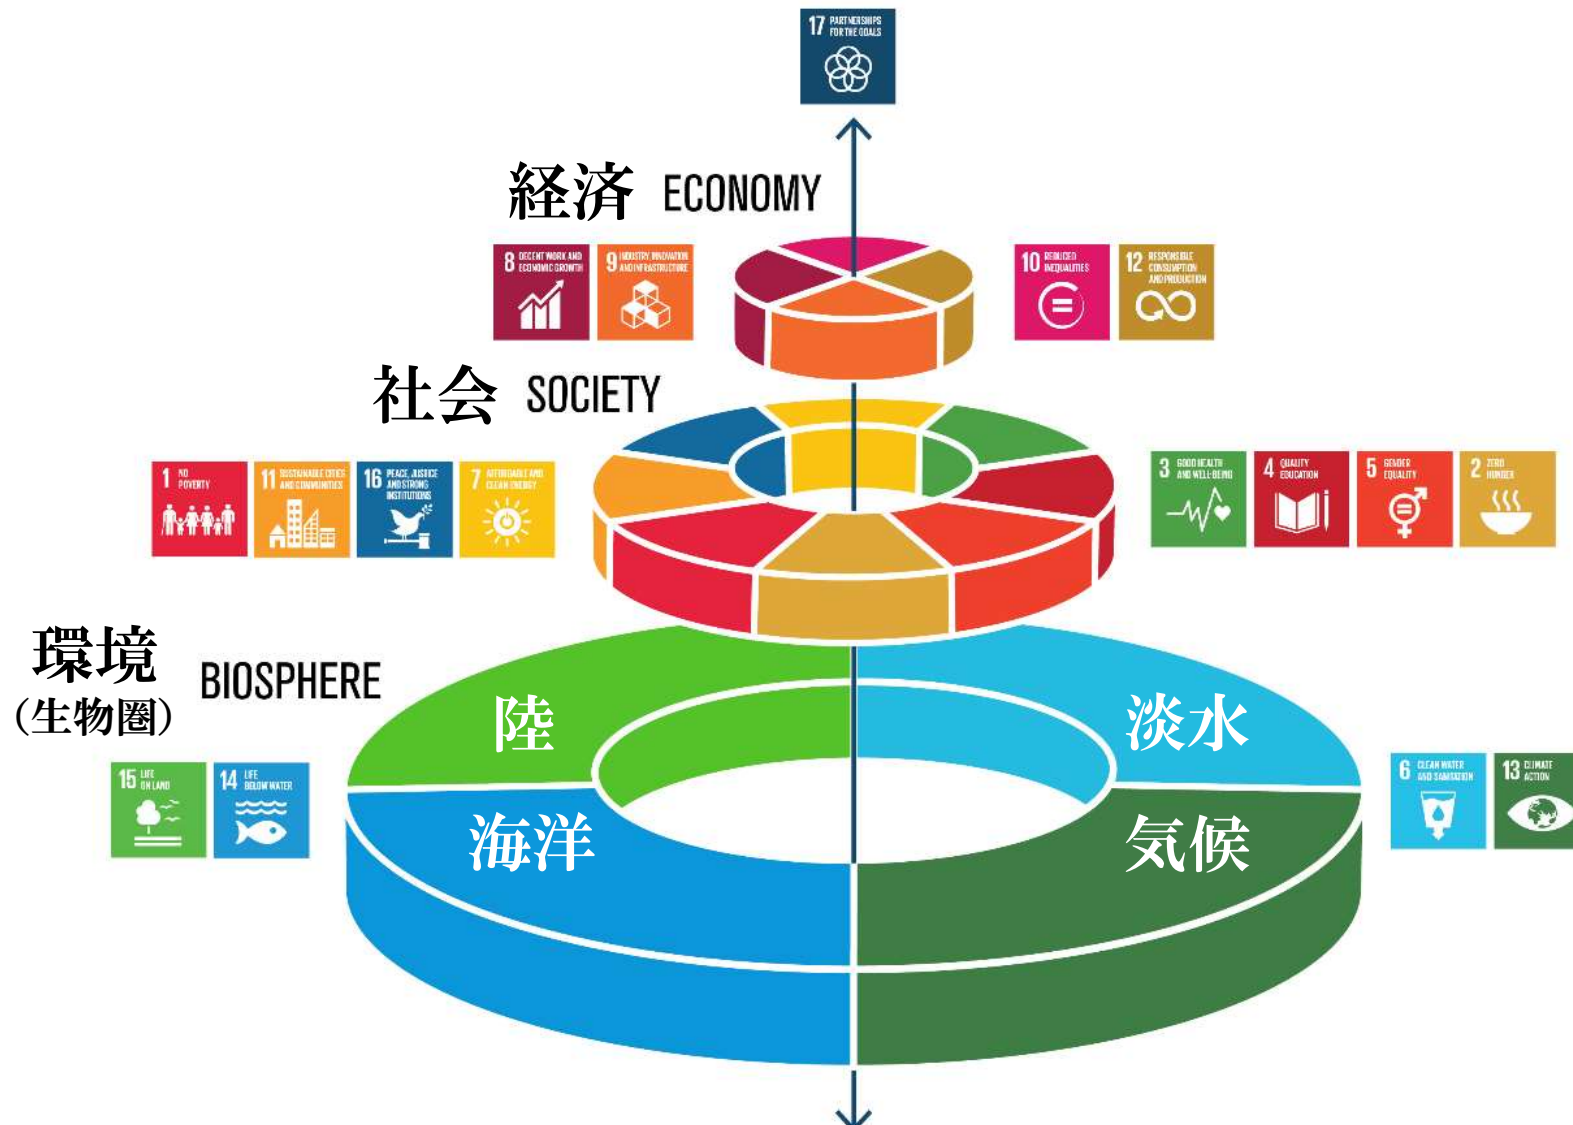 17 PARTNERSHIPS
FOR THE GOALS
経済 ECONOMY
8 DECENT WORK AND
ECONOMIC GROWTH
9 INDUSTRY, INNOVATION
AND INFRASTRUCTURE
10 REDUCED
INEQUALITIES
12 RESPONSIBLE
CONSUMPTION
AND PRODUCTION
社会 SOCIETY
1 NO
POVERTY
11 SUSTAINABLE CITIES
AND COMMUNITIES
16 PEACE, JUSTICE
AND STRONG
INSTITUTIONS
7 AFFORDABLE AND
CLEAN ENERGY
3 GOOD HEALTH
AND WELL-BEING
4 QUALITY
EDUCATION
5 GENDER
EQUALITY
2 ZERO
HUNGER
環境
(生物圏)
BIOSPHERE
陸
淡水
海洋
気候
15 LIFE
ON LAND
14 LIFE
BELOW WATER
6 CLEAN WATER
AND SANITATION
13 CLIMATE
ACTION